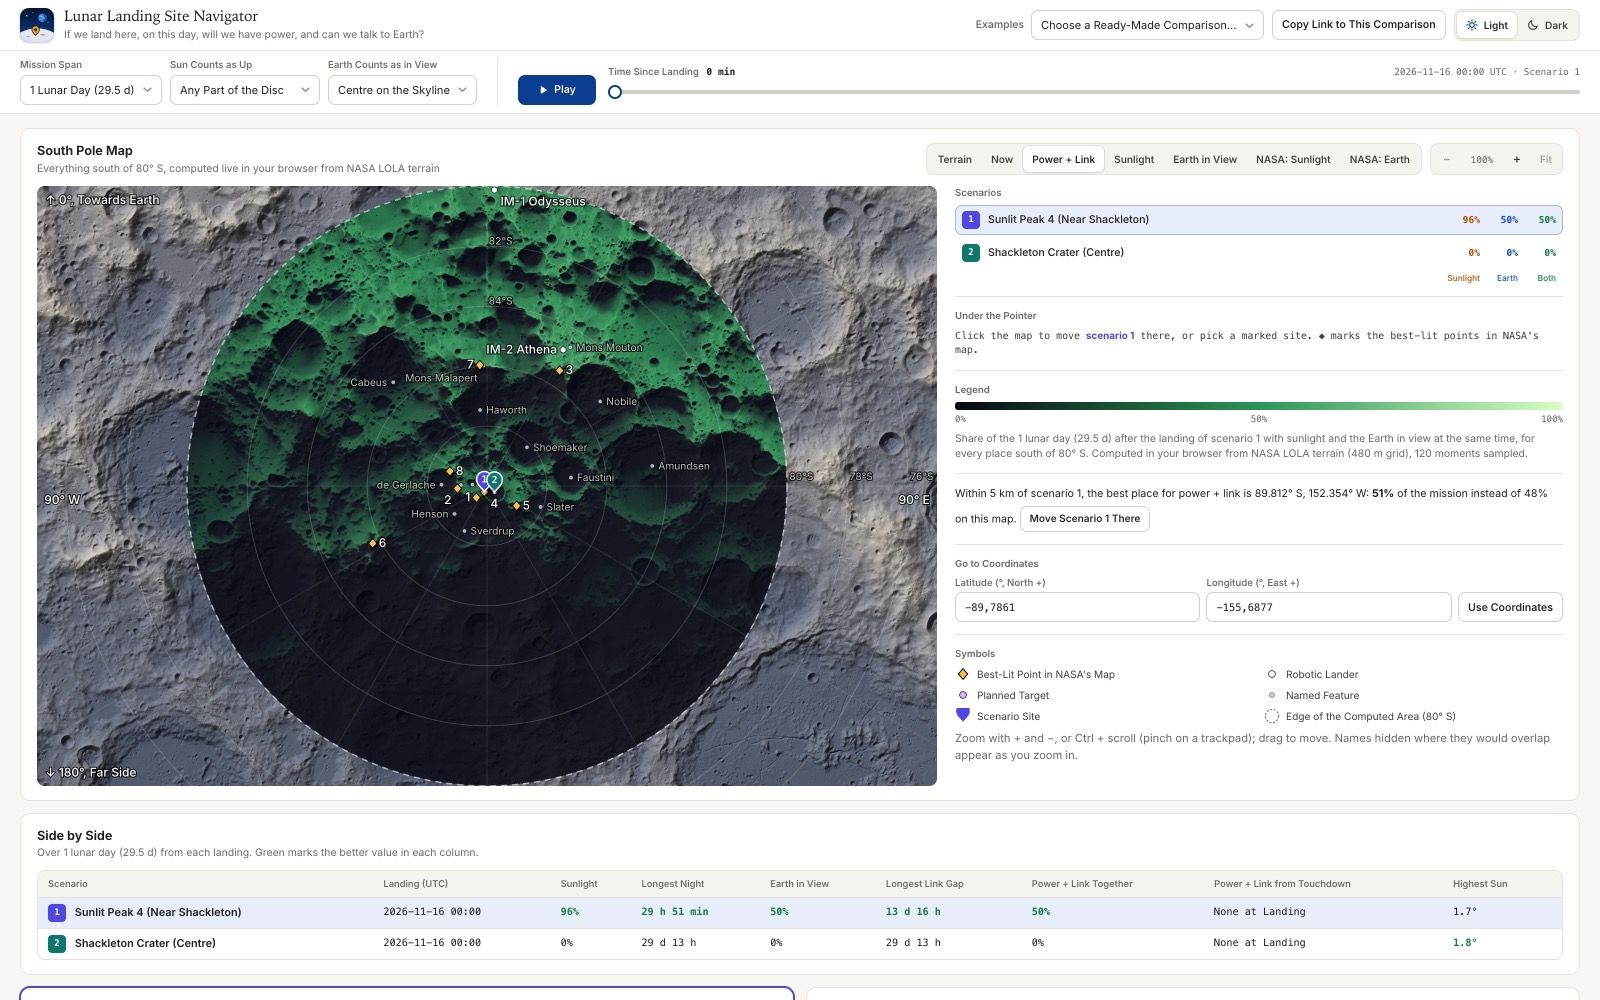 Lunar Landing Site Navigator
If we land here, on this day, will we have power, and can we talk to Earth?
Examples
Choose a Ready-Made Comparison...
Copy Link to This Comparison
Light
Dark
Mission Span
1 Lunar Day (29.5 d)
Sun Counts as Up
Any Part of the Disc
Earth Counts as in View
Centre on the Skyline
Play
Time Since Landing 0 min
2026-11-16 00:00 UTC · Scenario 1
South Pole Map
Everything south of 80° S, computed live in your browser from NASA LOLA terrain
Terrain
Now
Power + Link
Sunlight
Earth in View
NASA: Sunlight
NASA: Earth
− 100% + Fit
↑ 0°, Towards Earth
IM-1 Odysseus
82°S
84°S
IM-2 Athena
Mons Mouton
7
3
Cabeus
Mons Malapert
Nobile
Haworth
Shoemaker
Amundsen
8
Faustini
80°S
78°S
76°S
de Gerlache
1
2
2
1
4
5
Slater
90° W
90° E
Henson
Sverdrup
6
↓ 180°, Far Side
Scenarios
1 Sunlit Peak 4 (Near Shackleton) 96% 50% 50%
2 Shackleton Crater (Centre) 0% 0% 0%
Sunlight Earth Both
Under the Pointer
Click the map to move scenario 1 there, or pick a marked site. ◆ marks the best-lit points in NASA's
map.
Legend
0% 50% 100%
Share of the 1 lunar day (29.5 d) after the landing of scenario 1 with sunlight and the Earth in view at the same time, for
every place south of 80° S. Computed in your browser from NASA LOLA terrain (480 m grid), 120 moments sampled.
Within 5 km of scenario 1, the best place for power + link is 89.812° S, 152.354° W: 51% of the mission instead of 48%
on this map. Move Scenario 1 There
Go to Coordinates
Latitude (°, North +)
Longitude (°, East +)
−89,7861
−155,6877
Use Coordinates
Symbols
Best-Lit Point in NASA's Map
Robotic Lander
Planned Target
Named Feature
Scenario Site
Edge of the Computed Area (80° S)
Zoom with + and −, or Ctrl + scroll (pinch on a trackpad); drag to move. Names hidden where they would overlap
appear as you zoom in.
Side by Side
Over 1 lunar day (29.5 d) from each landing. Green marks the better value in each column.
Scenario Landing (UTC) Sunlight Longest Night Earth in View Longest Link Gap Power + Link Together Power + Link from Touchdown Highest Sun
1 Sunlit Peak 4 (Near Shackleton) 2026-11-16 00:00 96% 29 h 51 min 50% 13 d 16 h 50% None at Landing 1.7°
2 Shackleton Crater (Centre) 2026-11-16 00:00 0% 29 d 13 h 0% 29 d 13 h 0% None at Landing 1.8°